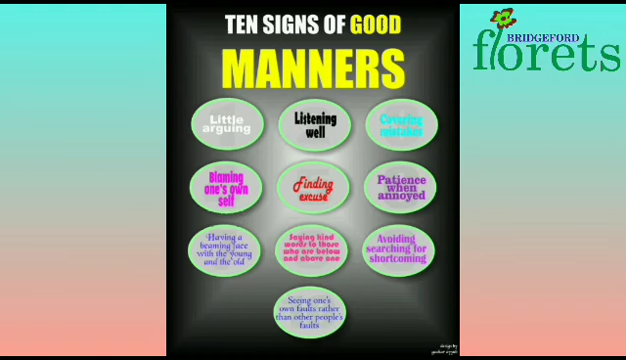 TEN SIGNS OF GOOD
MANNERS
BRIDGEFORD
florets
Little
arguing
Listening
well
Covering
mistakes
Blaming
one's own
self
Finding
excuse
Patience
when
annoyed
Having a
beaming face
with the young
and the old
Saying kind
words to those
who are below
and above one
Avoiding
searching for
shortcoming
Seeing one's
own faults rather
than other people's
faults
design by